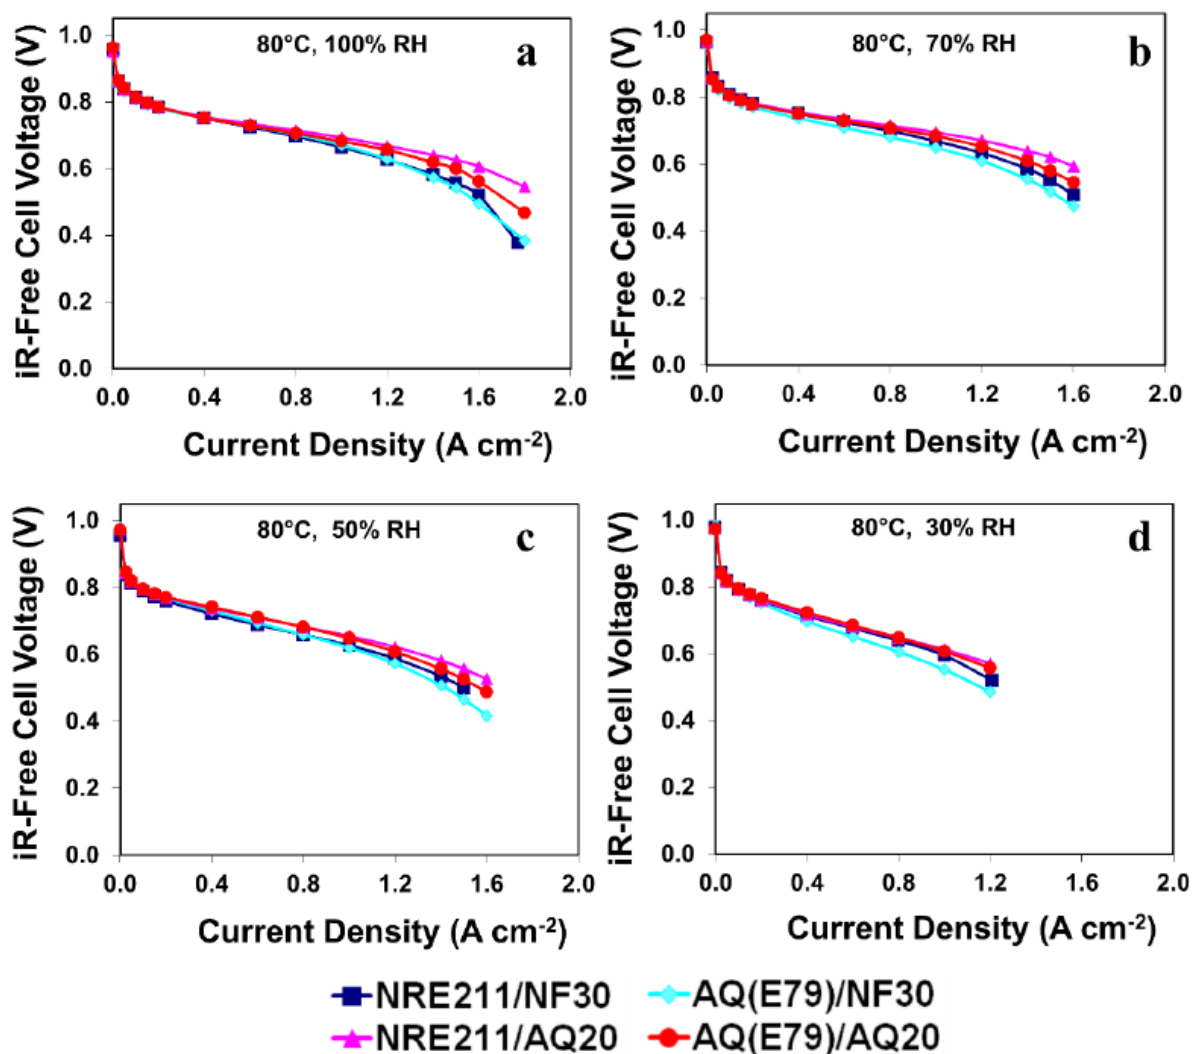 80°C, 100% RH
a
iR-Free Cell Voltage (V)
1.0
0.8
0.6
0.4
0.2
0.0
0.0 0.4 0.8 1.2 1.6 2.0
Current Density (A cm-2)
80°C, 70% RH
b
iR-Free Cell Voltage (V)
1.0
0.8
0.6
0.4
0.2
0.0
0.0 0.4 0.8 1.2 1.6 2.0
Current Density (A cm-2)
80°C, 50% RH
c
iR-Free Cell Voltage (V)
1.0
0.8
0.6
0.4
0.2
0.0
0.0 0.4 0.8 1.2 1.6 2.0
Current Density (A cm-2)
80°C, 30% RH
d
iR-Free Cell Voltage (V)
1.0
0.8
0.6
0.4
0.2
0.0
0.0 0.4 0.8 1.2 1.6 2.0
Current Density (A cm-2)
NRE211/NF30 AQ(E79)/NF30
NRE211/AQ20 AQ(E79)/AQ20